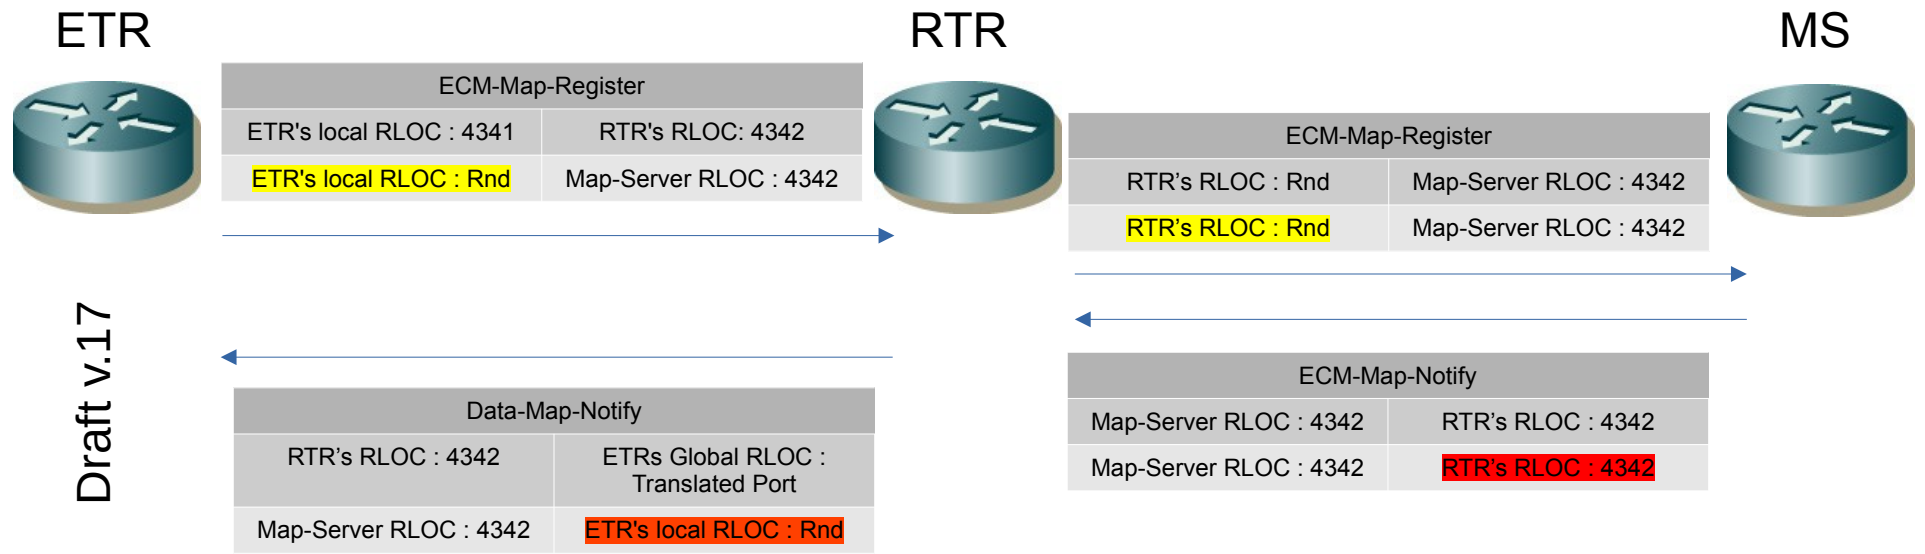 ETR
RTR
MS
ECM-Map-Register
ETR's local RLOC : 4341
RTR's RLOC: 4342
ETR's local RLOC : Rnd
Map-Server RLOC : 4342
ECM-Map-Register
RTR’s RLOC : Rnd
Map-Server RLOC : 4342
RTR’s RLOC : Rnd
Map-Server RLOC : 4342
Draft v.17
Data-Map-Notify
RTR’s RLOC : 4342
ETRs Global RLOC :
Translated Port
Map-Server RLOC : 4342
ETR's local RLOC : Rnd
ECM-Map-Notify
Map-Server RLOC : 4342
RTR’s RLOC : 4342
Map-Server RLOC : 4342
RTR's RLOC : 4342